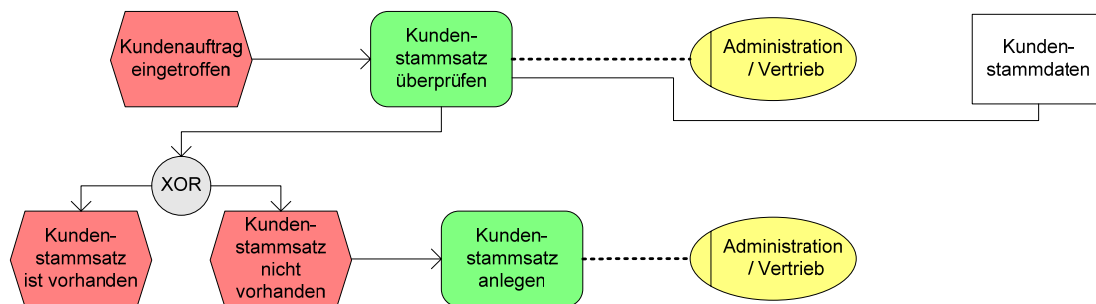 Kundenauftrag
eingetroffen
Kunden-
stammsatz
überprüfen
Administration
/ Vertrieb
Kunden-
stammdaten
XOR
Kunden-
stammsatz
ist vorhanden
Kunden-
stammsatz
nicht
vorhanden
Kunden-
stammsatz
anlegen
Administration
/ Vertrieb